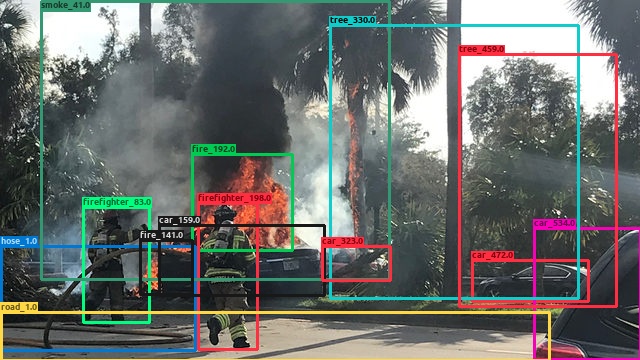 smoke_41.0
tree_330.0
tree_459.0
fire_192.0
firefighter_83.0
firefighter_198.0
car_159.0
car_534.0
fire_141.0
hose_1.0
car_323.0
car_472.0
road_1.0